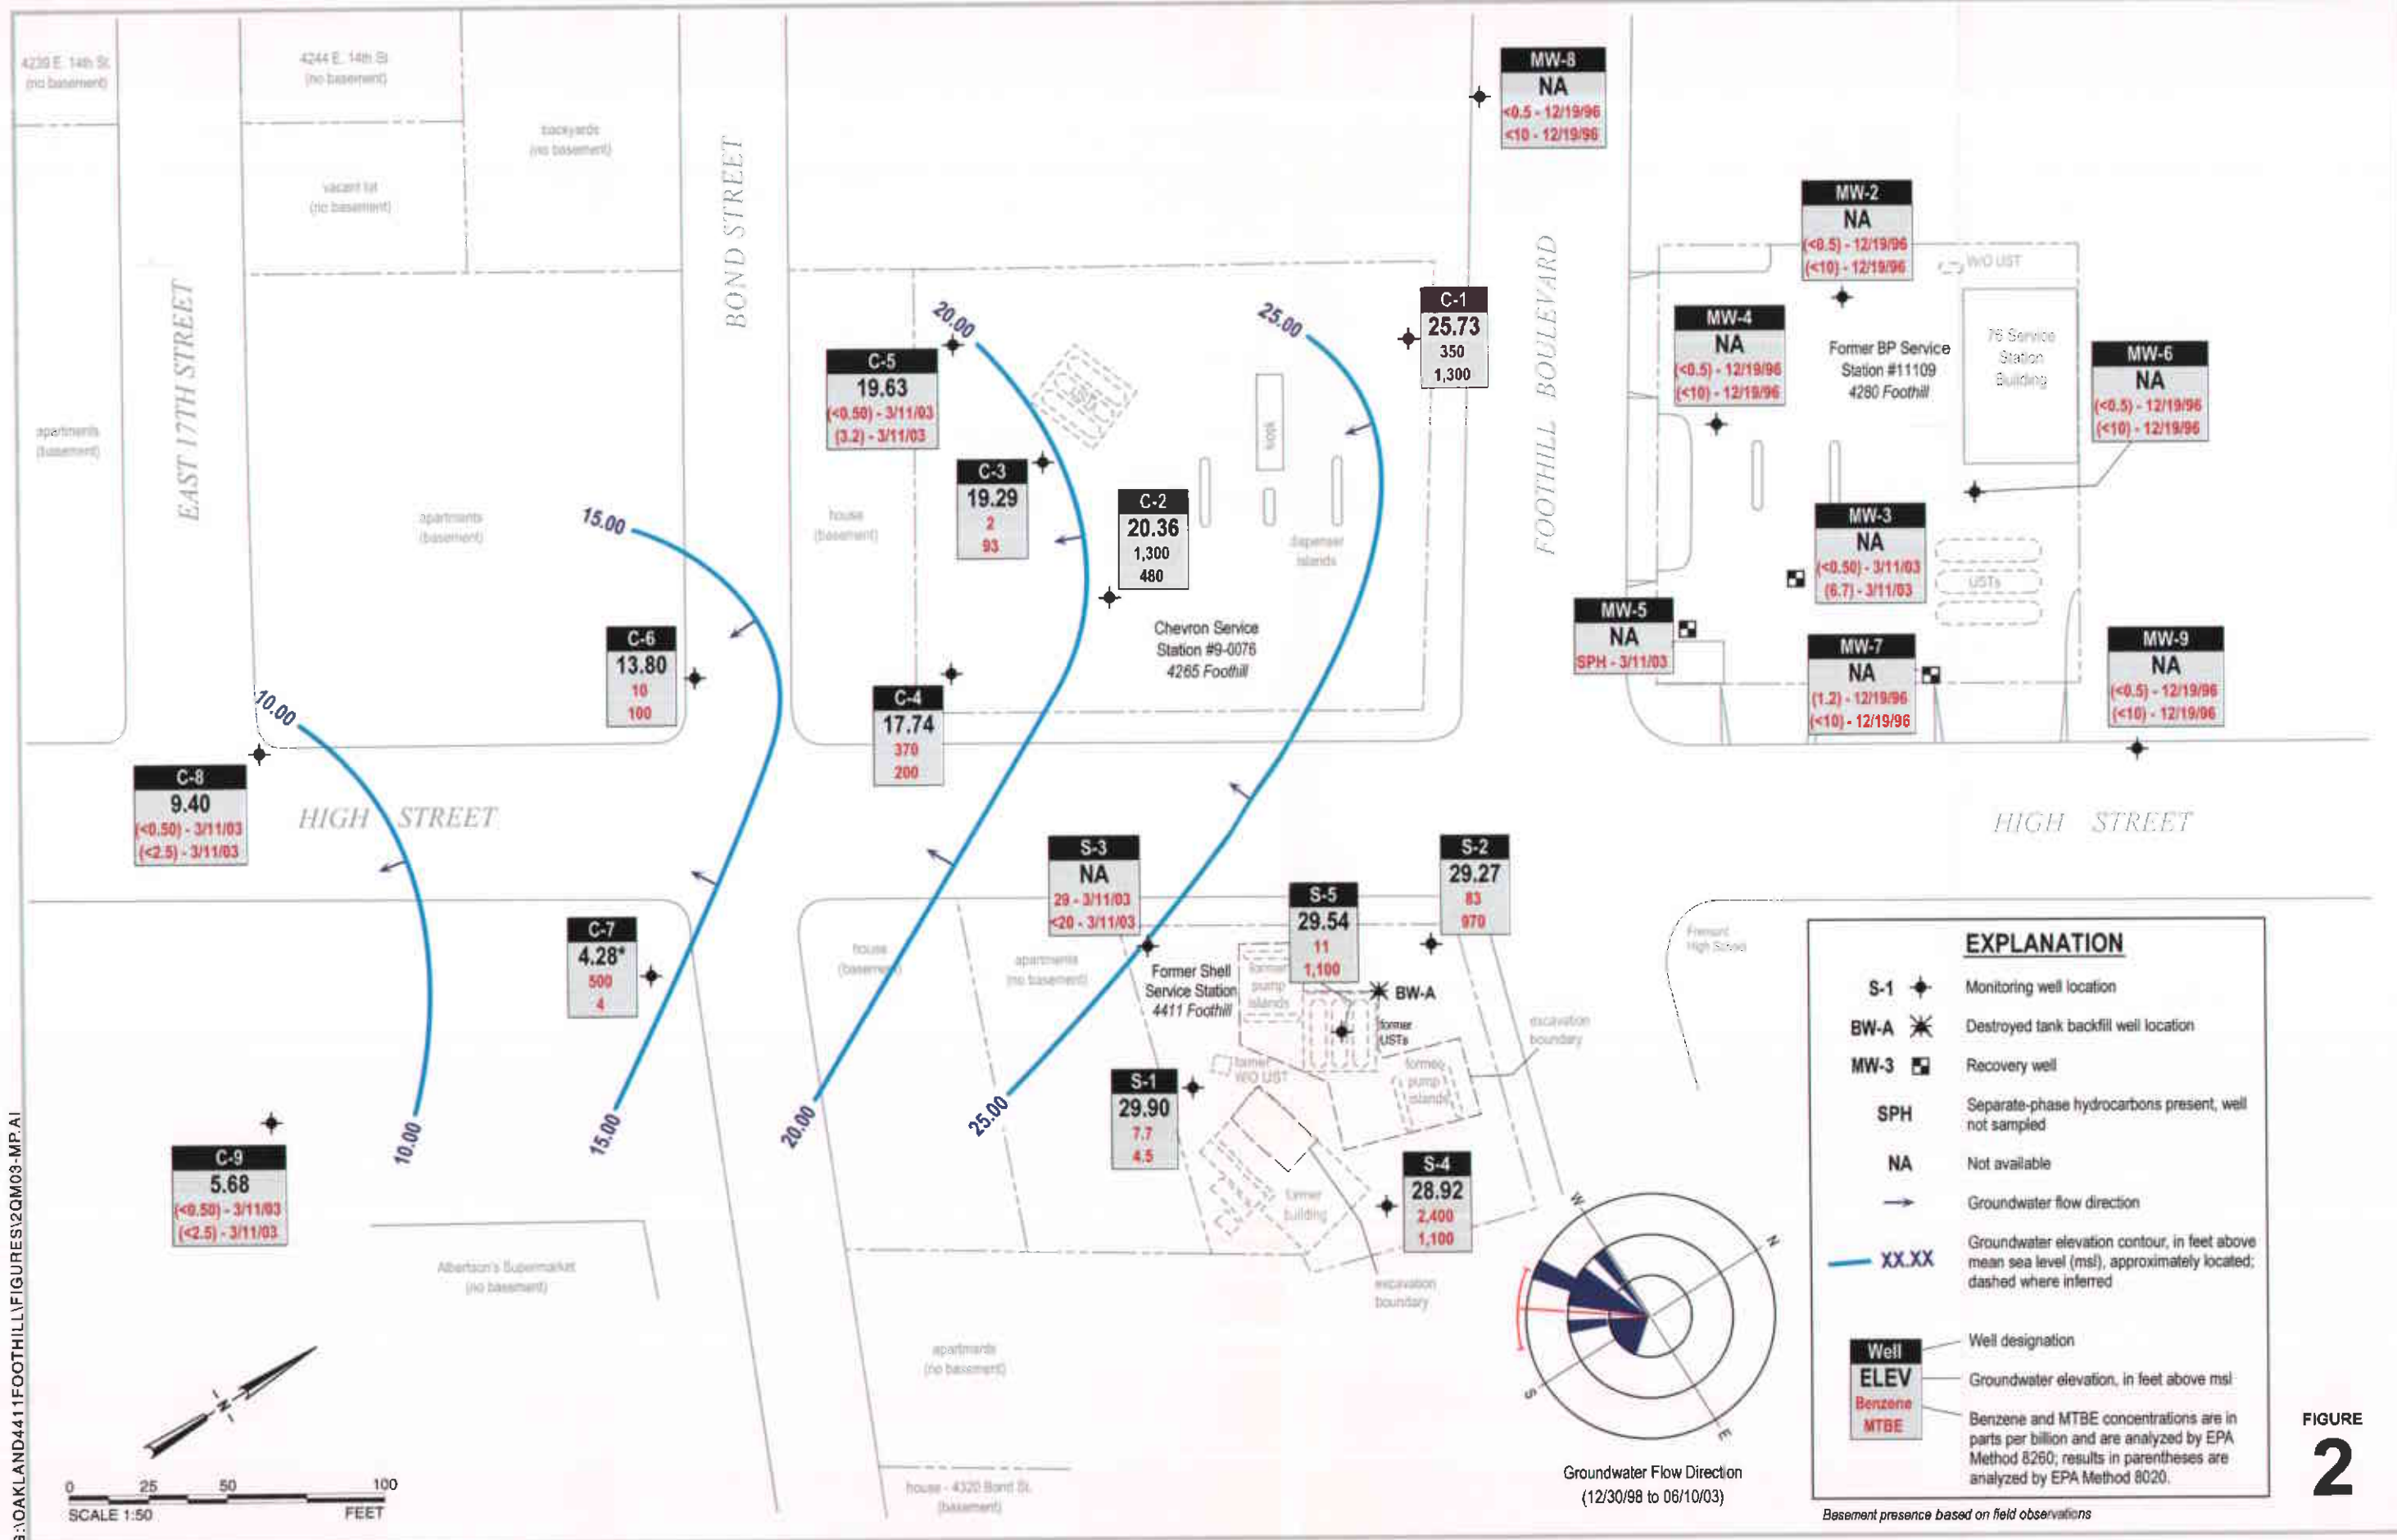 4239 E. 14th St.
(no basement)
4244 E. 14th St
(no basement)
backyards
(no basement)
vacant lot
(no basement)
EAST 17TH STREET
BOND STREET
FOOTHILL BOULEVARD
apartments
(basement)
apartments
(basement)
house
(basement)
MW-8
NA
<0.5 - 12/19/96
<10 - 12/19/96
MW-2
NA
(<0.5) - 12/19/96
(<10) - 12/19/96
W/O UST
C-1
25.73
350
1,300
MW-4
NA
(<0.5) - 12/19/96
(<10) - 12/19/96
Former BP Service
Station #11109
4280 Foothill
76 Service
Station
Building
MW-6
NA
(<0.5) - 12/19/96
(<10) - 12/19/96
20.00
25.00
C-5
19.63
(<0.50) - 3/11/03
(3.2) - 3/11/03
USTs
kiosk
C-3
19.29
2
93
C-2
20.36
1,300
480
dispenser
islands
15.00
MW-3
NA
(<0.50) - 3/11/03
(6.7) - 3/11/03
USTs
MW-5
NA
SPH - 3/11/03
MW-7
NA
(1.2) - 12/19/96
(<10) - 12/19/96
MW-9
NA
(<0.5) - 12/19/96
(<10) - 12/19/96
Chevron Service
Station #9-0076
4265 Foothill
C-6
13.80
10
100
C-4
17.74
370
200
10.00
C-8
9.40
(<0.50) - 3/11/03
(<2.5) - 3/11/03
HIGH STREET
HIGH STREET
S-3
NA
29 - 3/11/03
<20 - 3/11/03
S-5
29.54
11
1,100
S-2
29.27
83
970
C-7
4.28*
500
4
house
(basement)
apartments
(no basement)
Former Shell
Service Station
4411 Foothill
former
pump
islands
BW-A
former
USTs
Fremont
High School
excavation
boundary
former
W/O UST
former
pump
islands
S-1
29.90
7.7
4.5
S-4
28.92
2,400
1,100
former
building
excavation
boundary
10.00
15.00
20.00
25.00
C-9
5.68
(<0.50) - 3/11/03
(<2.5) - 3/11/03
Albertson's Supermarket
(no basement)
apartments
(no basement)
house - 4320 Bond St.
(basement)
N
0 25 50 100
SCALE 1:50 FEET
W
N
S
E
Groundwater Flow Direction
(12/30/98 to 06/10/03)
EXPLANATION
S-1 Monitoring well location
BW-A Destroyed tank backfill well location
MW-3 Recovery well
SPH Separate-phase hydrocarbons present, well
not sampled
NA Not available
Groundwater flow direction
XX.XX Groundwater elevation contour, in feet above
mean sea level (msl), approximately located;
dashed where inferred
Well Well designation
ELEV Groundwater elevation, in feet above msl
Benzene
MTBE
Benzene and MTBE concentrations are in
parts per billion and are analyzed by EPA
Method 8260; results in parentheses are
analyzed by EPA Method 8020.
Basement presence based on field observations
FIGURE
2
G:\OAKLAND4411FOOTHILL\FIGURES\2QM03-MP.AI